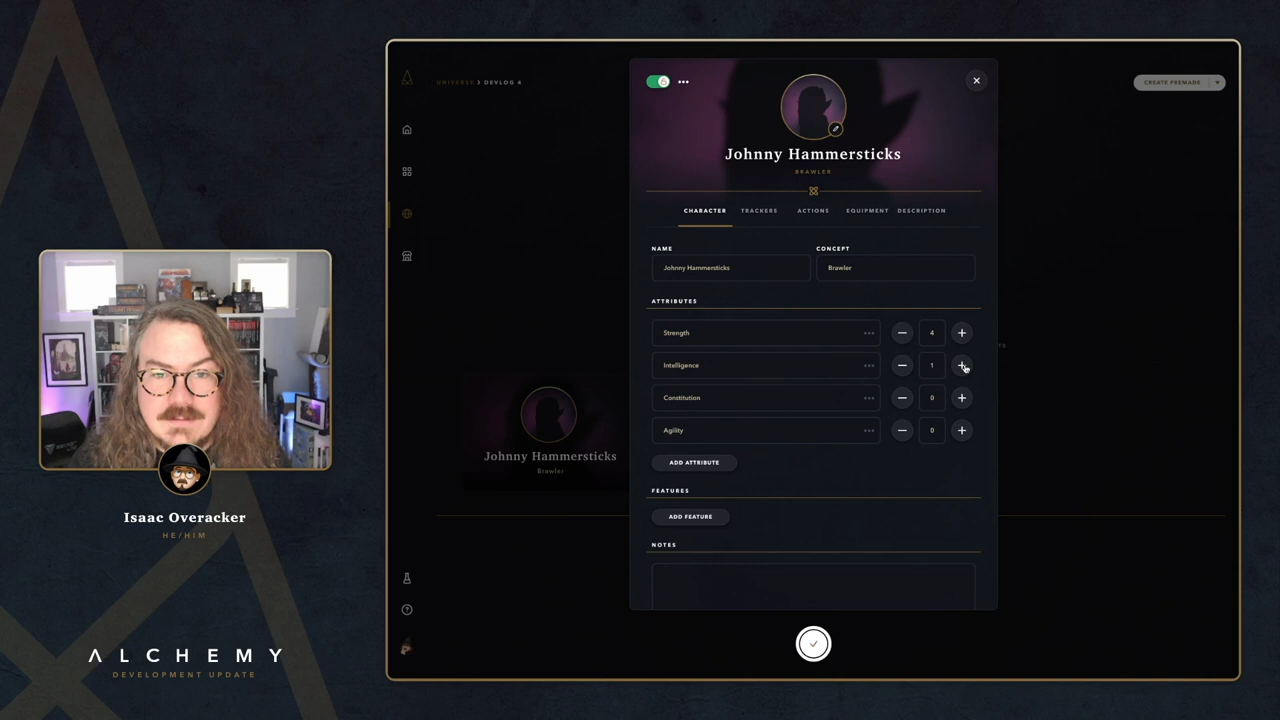 UNIVERSE > DEVLOG 4
CREATE PREMADE
Johnny Hammersticks
BRAWLER
CHARACTER TRACKERS ACTIONS EQUIPMENT DESCRIPTION
NAME CONCEPT
Johnny Hammersticks Brawler
ATTRIBUTES
Strength 4
Intelligence 1
Constitution 0
Agility 0
ADD ATTRIBUTE
FEATURES
ADD FEATURE
NOTES
Johnny Hammersticks
Brawler
Isaac Overacker
HE/HIM
ALCHEMY
DEVELOPMENT UPDATE